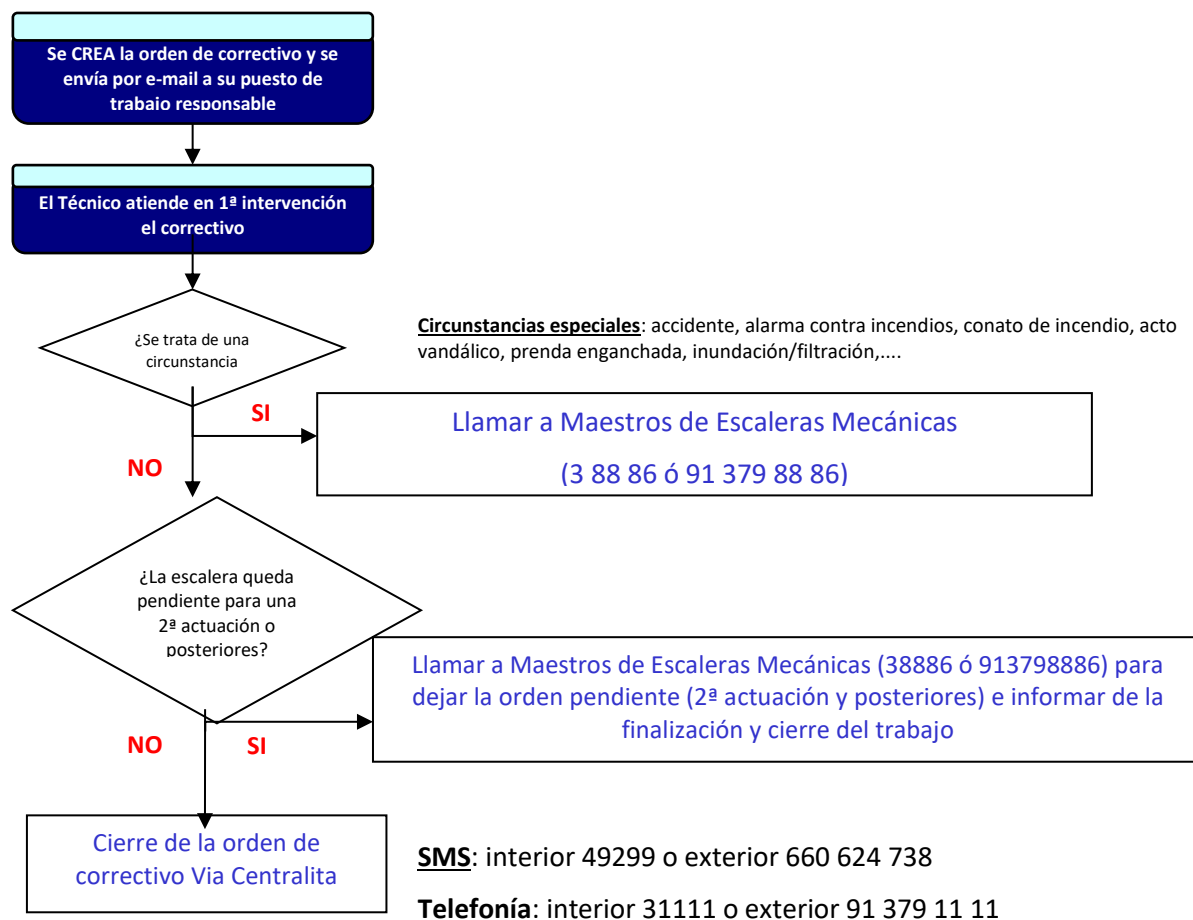 Se CREA la orden de correctivo y se
envía por e-mail a su puesto de
trabajo responsable
El Técnico atiende en 1ª intervención
el correctivo
¿Se trata de una
circunstancia
Circunstancias especiales: accidente, alarma contra incendios, conato de incendio, acto
vandálico, prenda enganchada, inundación/filtración,....
SI
Llamar a Maestros de Escaleras Mecánicas
(3 88 86 ó 91 379 88 86)
NO
¿La escalera queda
pendiente para una
2ª actuación o
posteriores?
Llamar a Maestros de Escaleras Mecánicas (38886 ó 913798886) para
dejar la orden pendiente (2ª actuación y posteriores) e informar de la
finalización y cierre del trabajo
NO
SI
Cierre de la orden de
correctivo Via Centralita
SMS: interior 49299 o exterior 660 624 738
Telefonía: interior 31111 o exterior 91 379 11 11